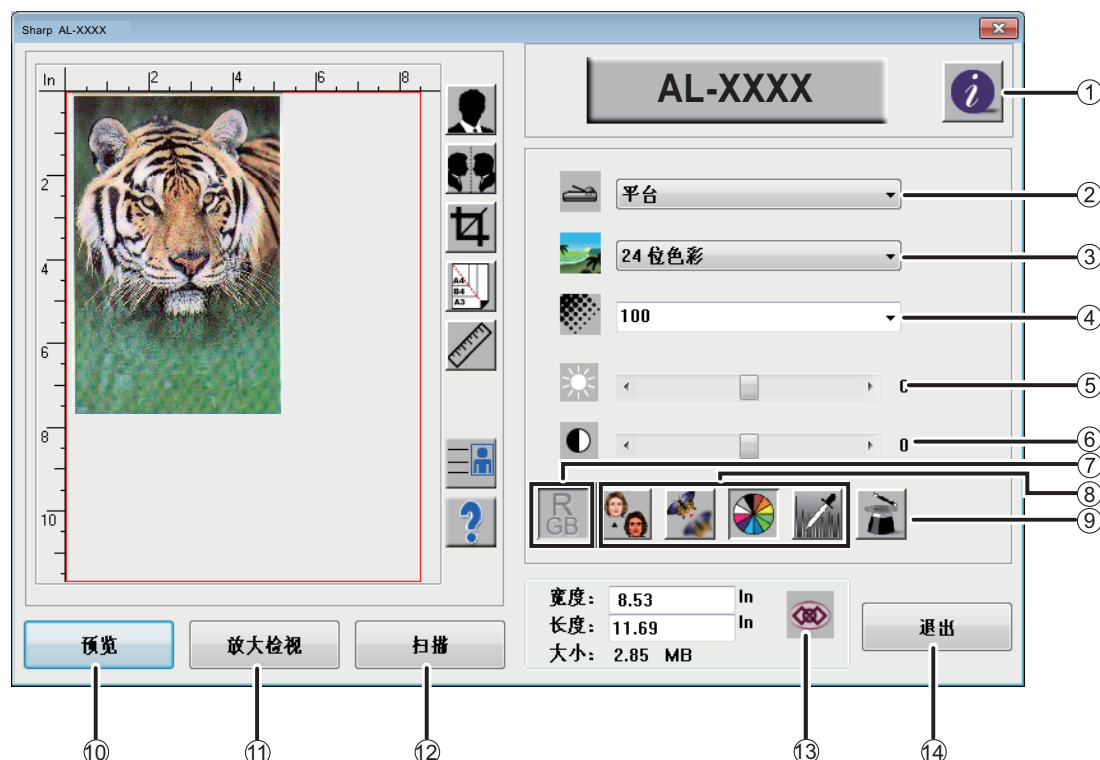 Sharp AL-XXXX
In
2
4
6
8
2
4
6
8
10
A4
B4
A3
预览
放大检视
扫描
AL-XXXX
i
平台
24 位色彩
100
0
R
GB
宽度： 8.53 In
长度： 11.69 In
大小： 2.85 MB
退出
①
②
③
④
⑤
⑥
⑦
⑧
⑨
⑩
⑪
⑫
⑬
⑭